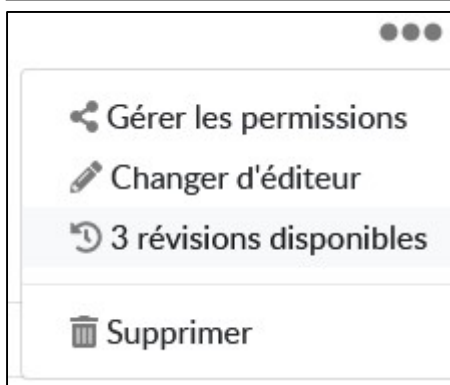 Gérer les permissions
Changer d'éditeur
3 révisions disponibles
Supprimer